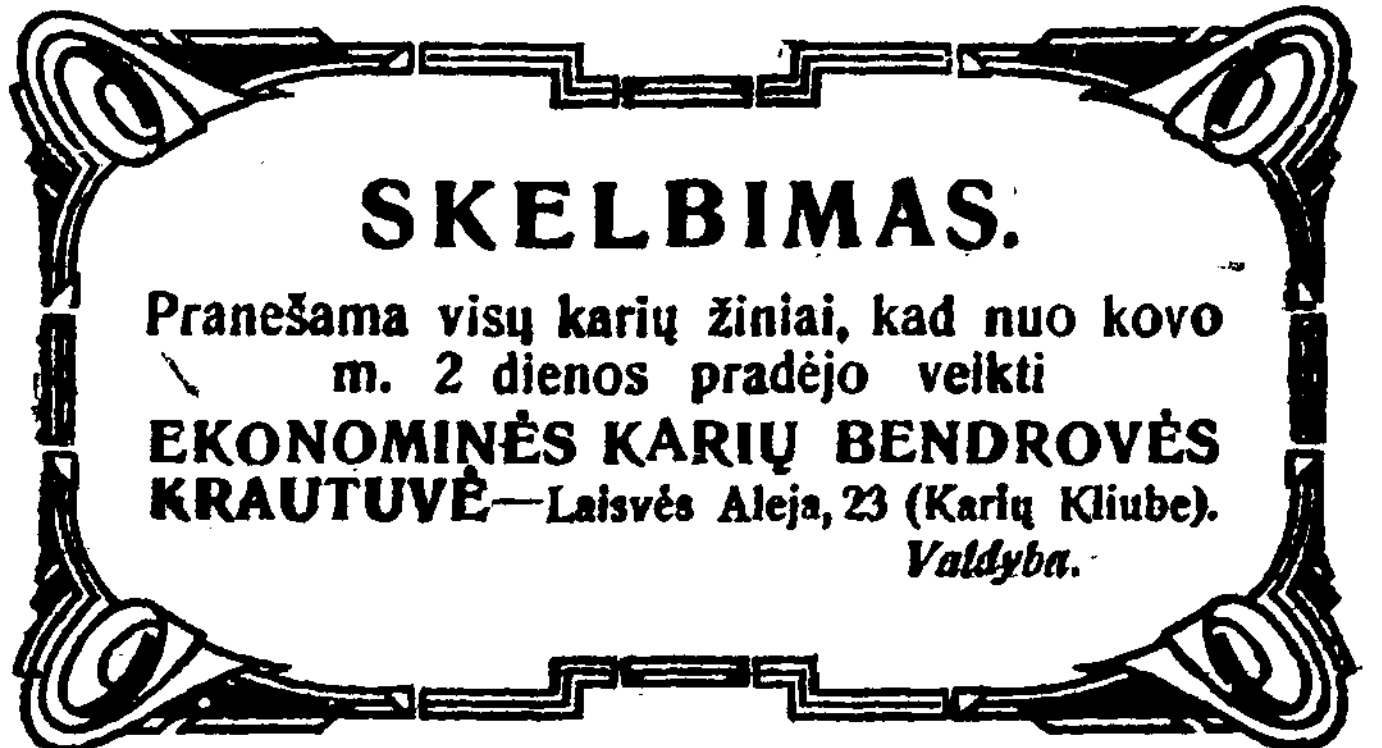 SKELBIMAS.
Pranešama visų karių žiniai, kad nuo kovo
m. 2 dienos pradėjo veikti
EKONOMINĖS KARIŲ BENDROVĖS
KRAUTUVĖ—Laisvės Aleja, 23 (Karių Kliube).
Valdyba.